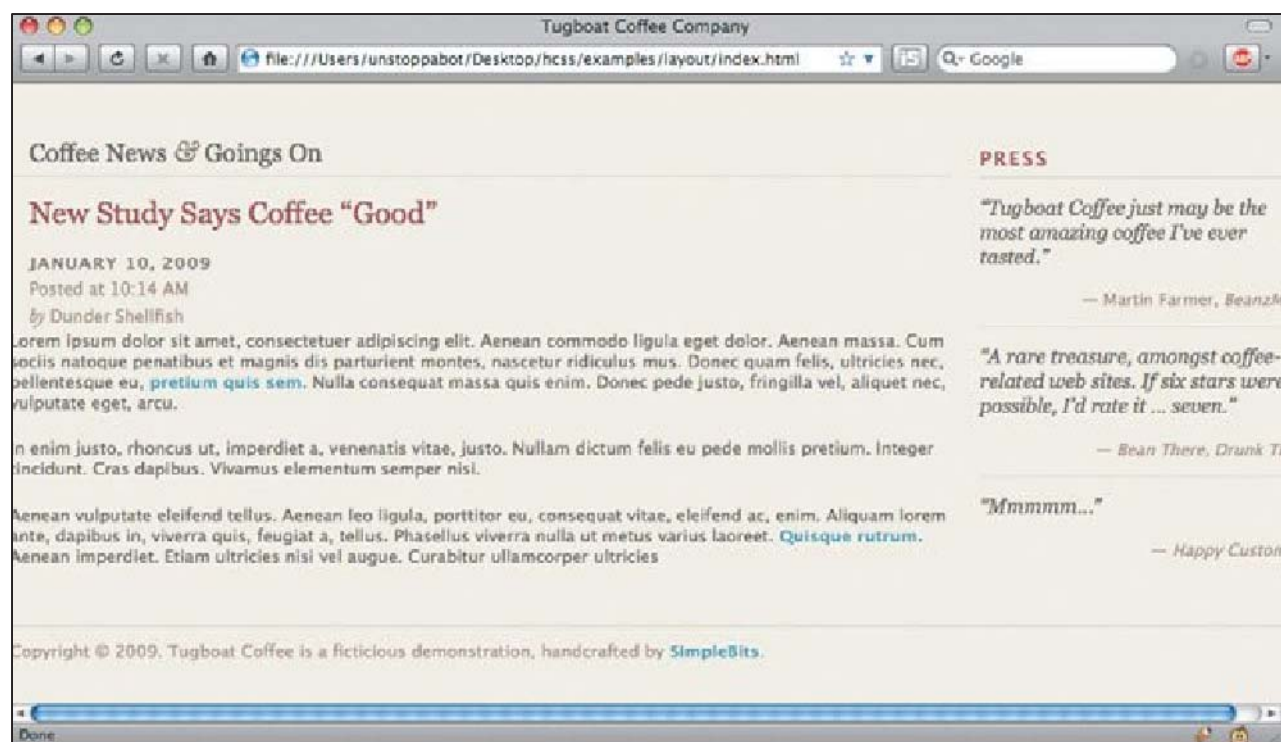 Tugboat Coffee Company
file:///Users/unstoppabot/Desktop/hcss/examples/layout/index.html
Google
Coffee News & Goings On
New Study Says Coffee “Good”
JANUARY 10, 2009
Posted at 10:14 AM
by Dunder Shellfish
Lorem ipsum dolor sit amet, consectetuer adipiscing elit. Aenean commodo ligula eget dolor. Aenean massa. Cum
sociis natoque penatibus et magnis dis parturient montes, nascetur ridiculus mus. Donec quam felis, ultricies nec,
pellentesque eu, pretium quis sem. Nulla consequat massa quis enim. Donec pede justo, fringilla vel, aliquet nec,
vulputate eget, arcu.
In enim justo, rhoncus ut, imperdiet a, venenatis vitae, justo. Nullam dictum felis eu pede mollis pretium. Integer
tincidunt. Cras dapibus. Vivamus elementum semper nisi.
Aenean vulputate eleifend tellus. Aenean leo ligula, porttitor eu, consequat vitae, eleifend ac, enim. Aliquam lorem
ante, dapibus in, viverra quis, feugiat a, tellus. Phasellus viverra nulla ut metus varius laoreet. Quisque rutrum.
Aenean imperdiet. Etiam ultricies nisi vel augue. Curabitur ullamcorper ultricies
PRESS
“Tugboat Coffee just may be the
most amazing coffee I’ve ever
tasted.”
— Martin Farmer,
“A rare treasure, amongst coffee-
related web sites. If six stars were
possible, I’d rate it ... seven.”
— Bean There, Drunk T
“Mmmmm...”
— Happy Custom
Copyright © 2009. Tugboat Coffee is a ficticious demonstration, handcrafted by SimpleBits.
Done